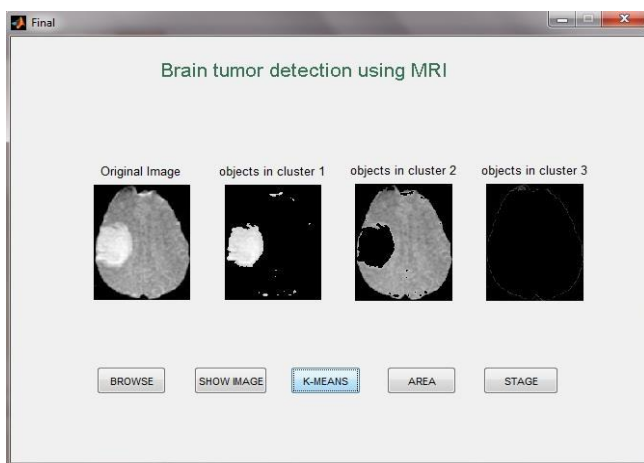 Final
Brain tumor detection using MRI
Original Image
objects in cluster 1
objects in cluster 2
objects in cluster 3
BROWSE
SHOW IMAGE
K-MEANS
AREA
STAGE